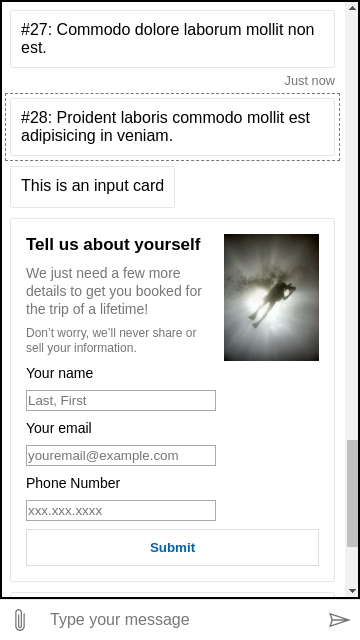 #27: Commodo dolore laborum mollit non
est.
Just now
#28: Proident laboris commodo mollit est
adipisicing in veniam.
This is an input card
Tell us about yourself
We just need a few more
details to get you booked for
the trip of a lifetime!
Don't worry, we'll never share or
sell your information.
Your name
Last, First
Your email
youremail@example.com
Phone Number
xxx.xxx.xxxx
Submit
Type your message